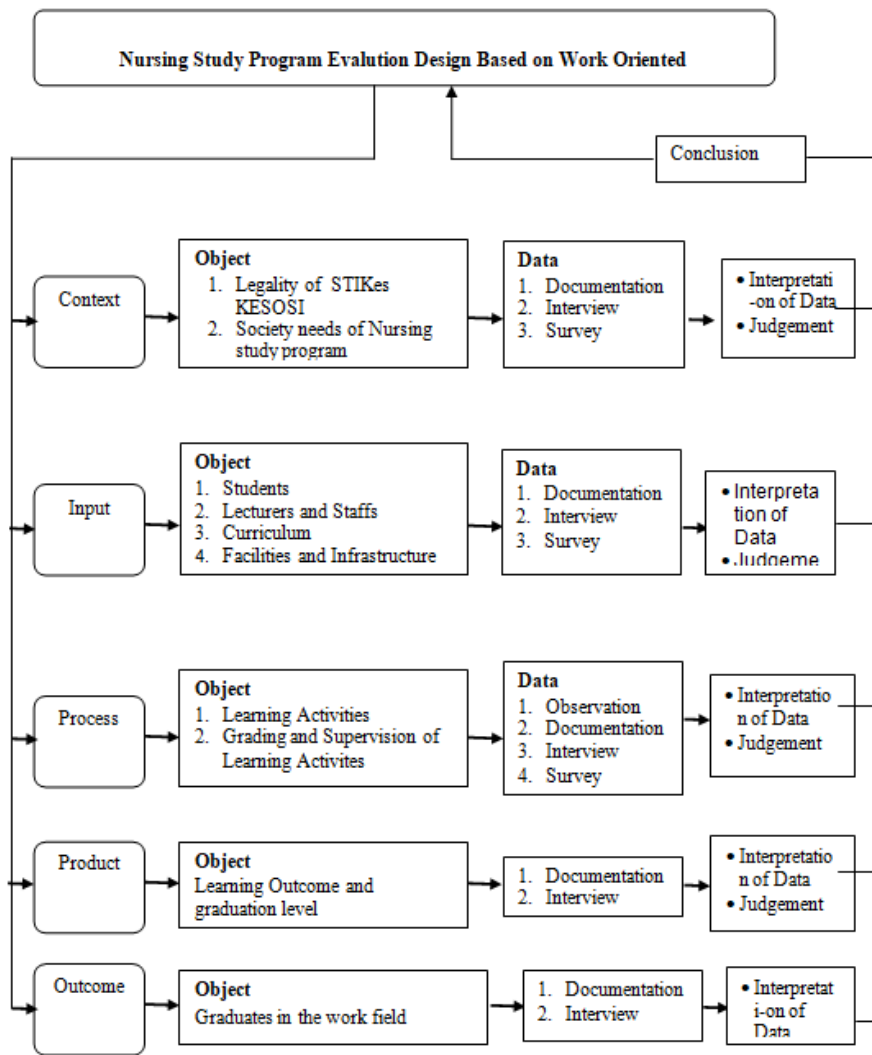 Nursing Study Program Evalution Design Based on Work Oriented
Conclusion
Context
Object
1. Legality of STIKes
KESOSI
2. Society needs of Nursing
study program
Data
1. Documentation
2. Interview
3. Survey
• Interpretati
-on of Data
• Judgement
Input
Object
1. Students
2. Lecturers and Staffs
3. Curriculum
4. Facilities and Infrastructure
Data
1. Documentation
2. Interview
3. Survey
• Interpreta
tion of
Data
• Judgeme
Process
Object
1. Learning Activities
2. Grading and Supervision of
Learning Activites
Data
1. Observation
2. Documentation
3. Interview
4. Survey
• Interpretatio
n of Data
• Judgement
Product
Object
Learning Outcome and
graduation level
1. Documentation
2. Interview
• Interpretatio
n of Data
• Judgement
Outcome
Object
Graduates in the work field
1. Documentation
2. Interview
• Interpretat
i-on of
Data